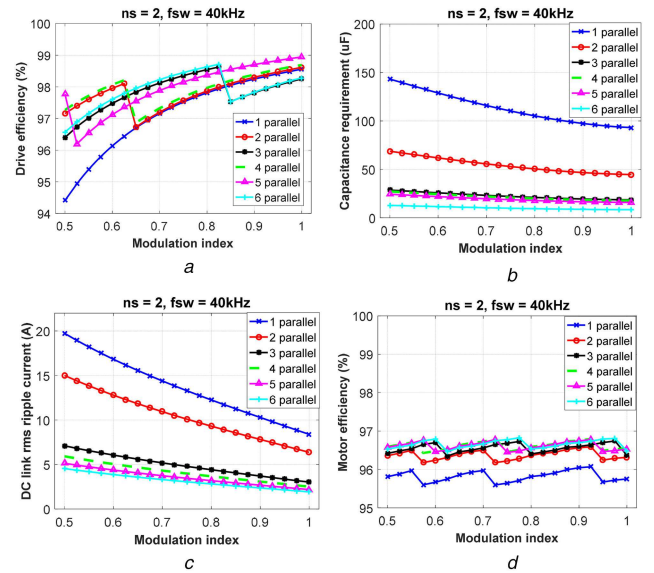 ns = 2, fsw = 40kHz
Drive efficiency (%)
99
98
97
96
95
94
0.5
0.6
0.7
0.8
0.9
1
Modulation index
1 parallel
2 parallel
3 parallel
4 parallel
5 parallel
6 parallel
a
ns = 2, fsw = 40kHz
Capacitance requirement (uF)
200
150
100
50
0
0.5
0.6
0.7
0.8
0.9
1
Modulation index
1 parallel
2 parallel
3 parallel
4 parallel
5 parallel
6 parallel
b
ns = 2, fsw = 40kHz
DC link rms ripple current (A)
20
15
10
5
0
0.5
0.6
0.7
0.8
0.9
1
Modulation index
1 parallel
2 parallel
3 parallel
4 parallel
5 parallel
6 parallel
c
ns = 2, fsw = 40kHz
Motor efficiency (%)
100
99
98
97
96
95
0.5
0.6
0.7
0.8
0.9
1
Modulation index
1 parallel
2 parallel
3 parallel
4 parallel
5 parallel
6 parallel
d